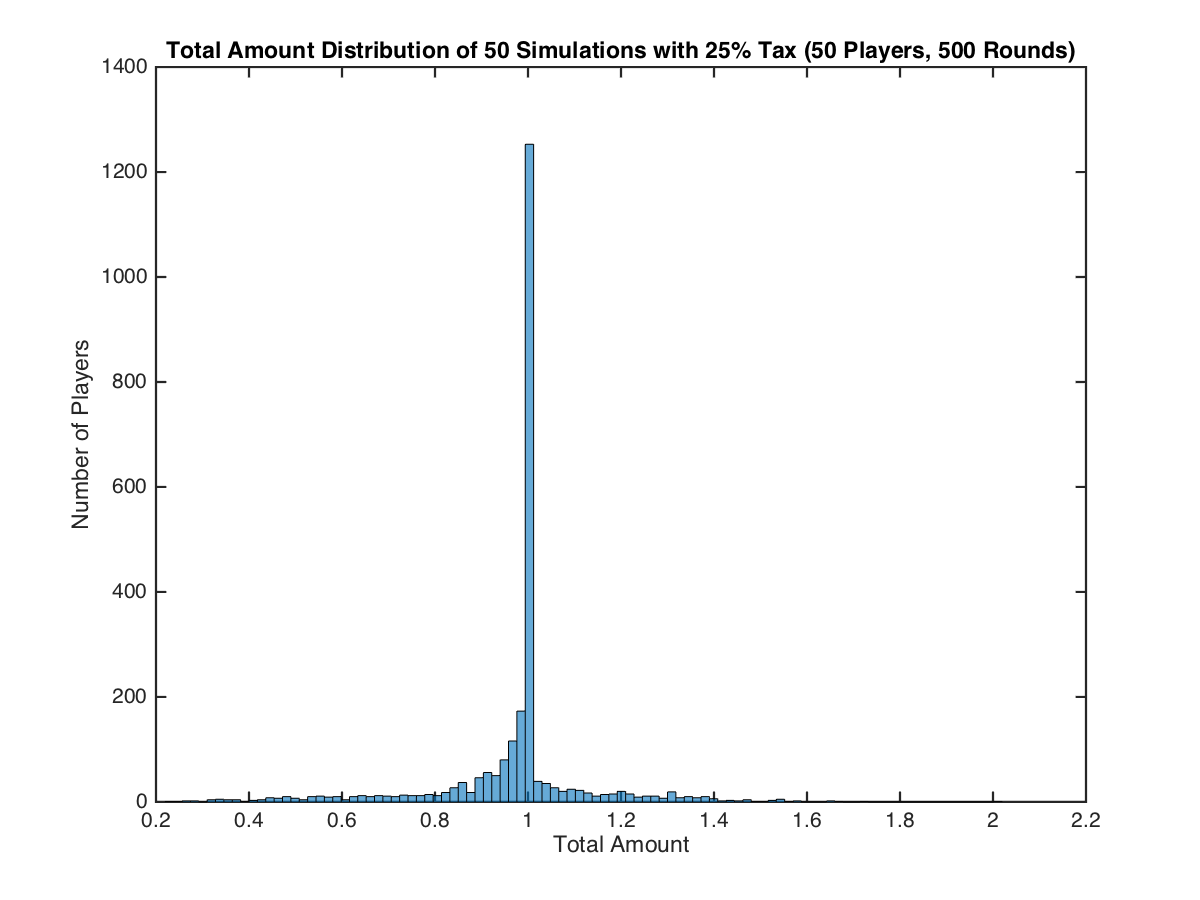 Total Amount Distribution of 50 Simulations with 25% Tax (50 Players, 500 Rounds)
1400
1200
1000
800
600
400
200
0
Number of Players
0.2 0.4 0.6 0.8 1 1.2 1.4 1.6 1.8 2 2.2
Total Amount